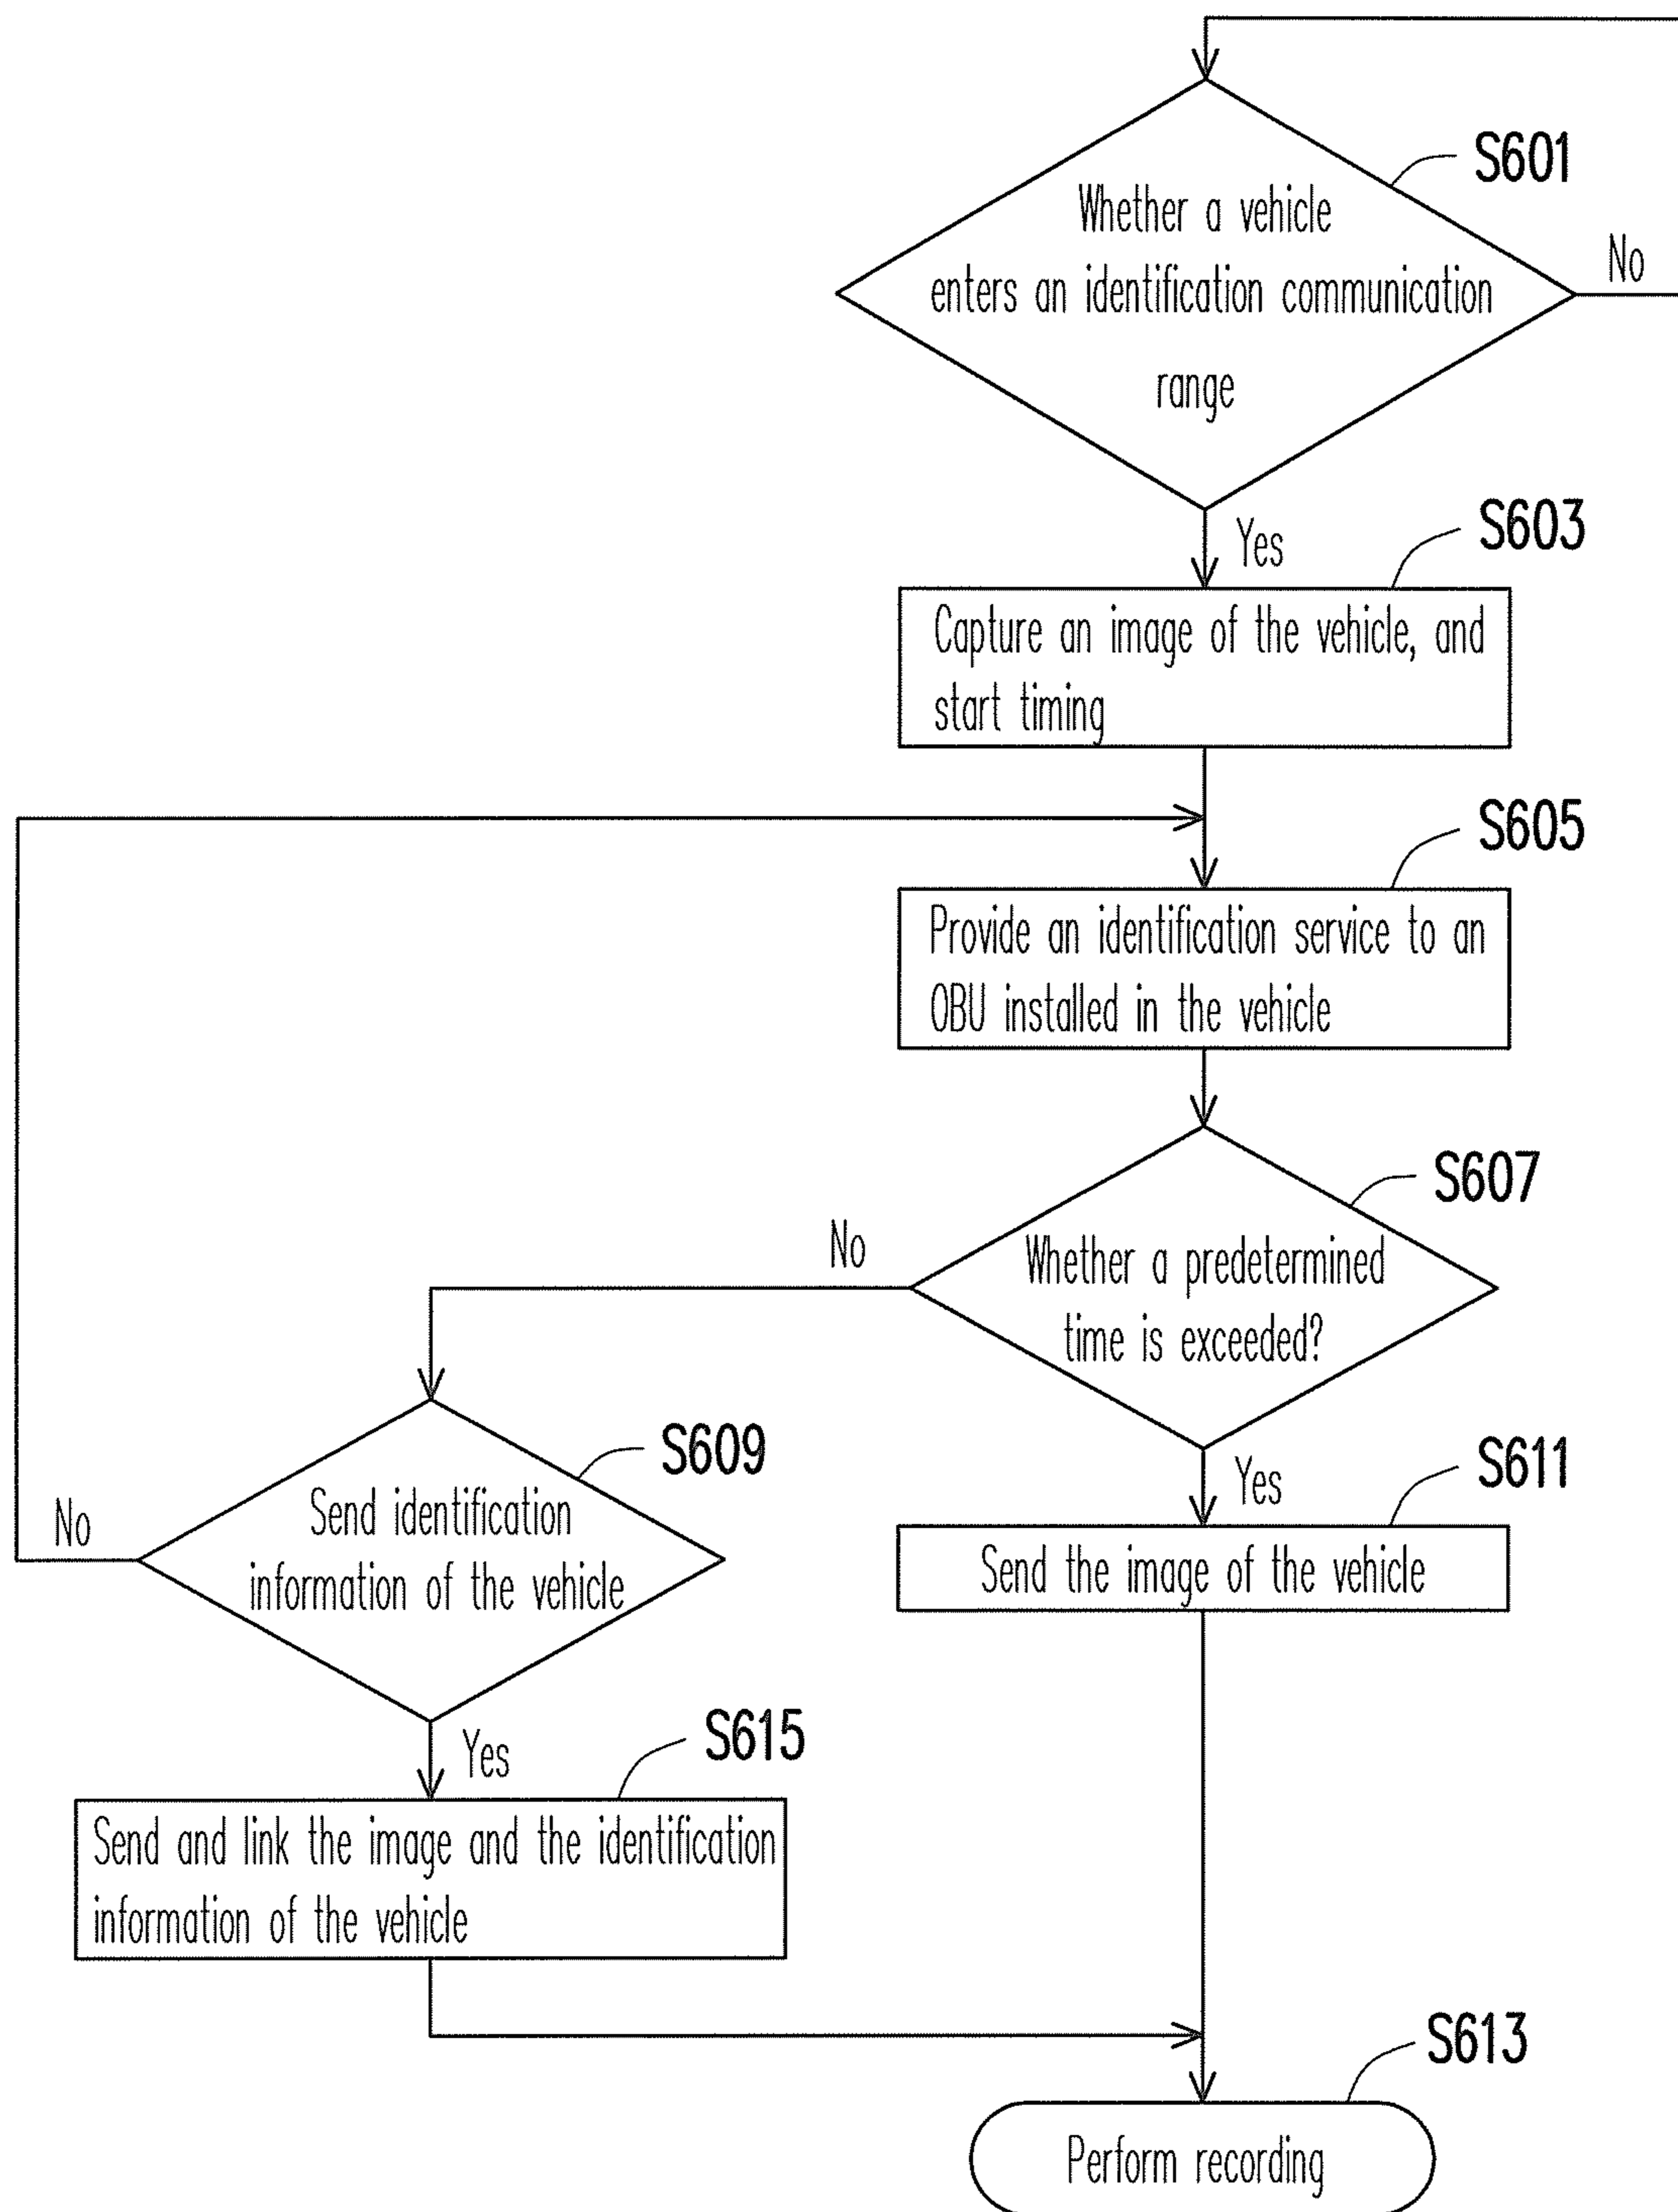 S601
Whether a vehicle
enters an identification communication
range
No
Yes
S603
Capture an image of the vehicle, and
start timing
S605
Provide an identification service to an
OBU installed in the vehicle
S607
Whether a predetermined
time is exceeded?
No
S609
Send identification
information of the vehicle
No
Yes
S611
Send the image of the vehicle
Yes
S615
Send and link the image and the identification
information of the vehicle
S613
Perform recording